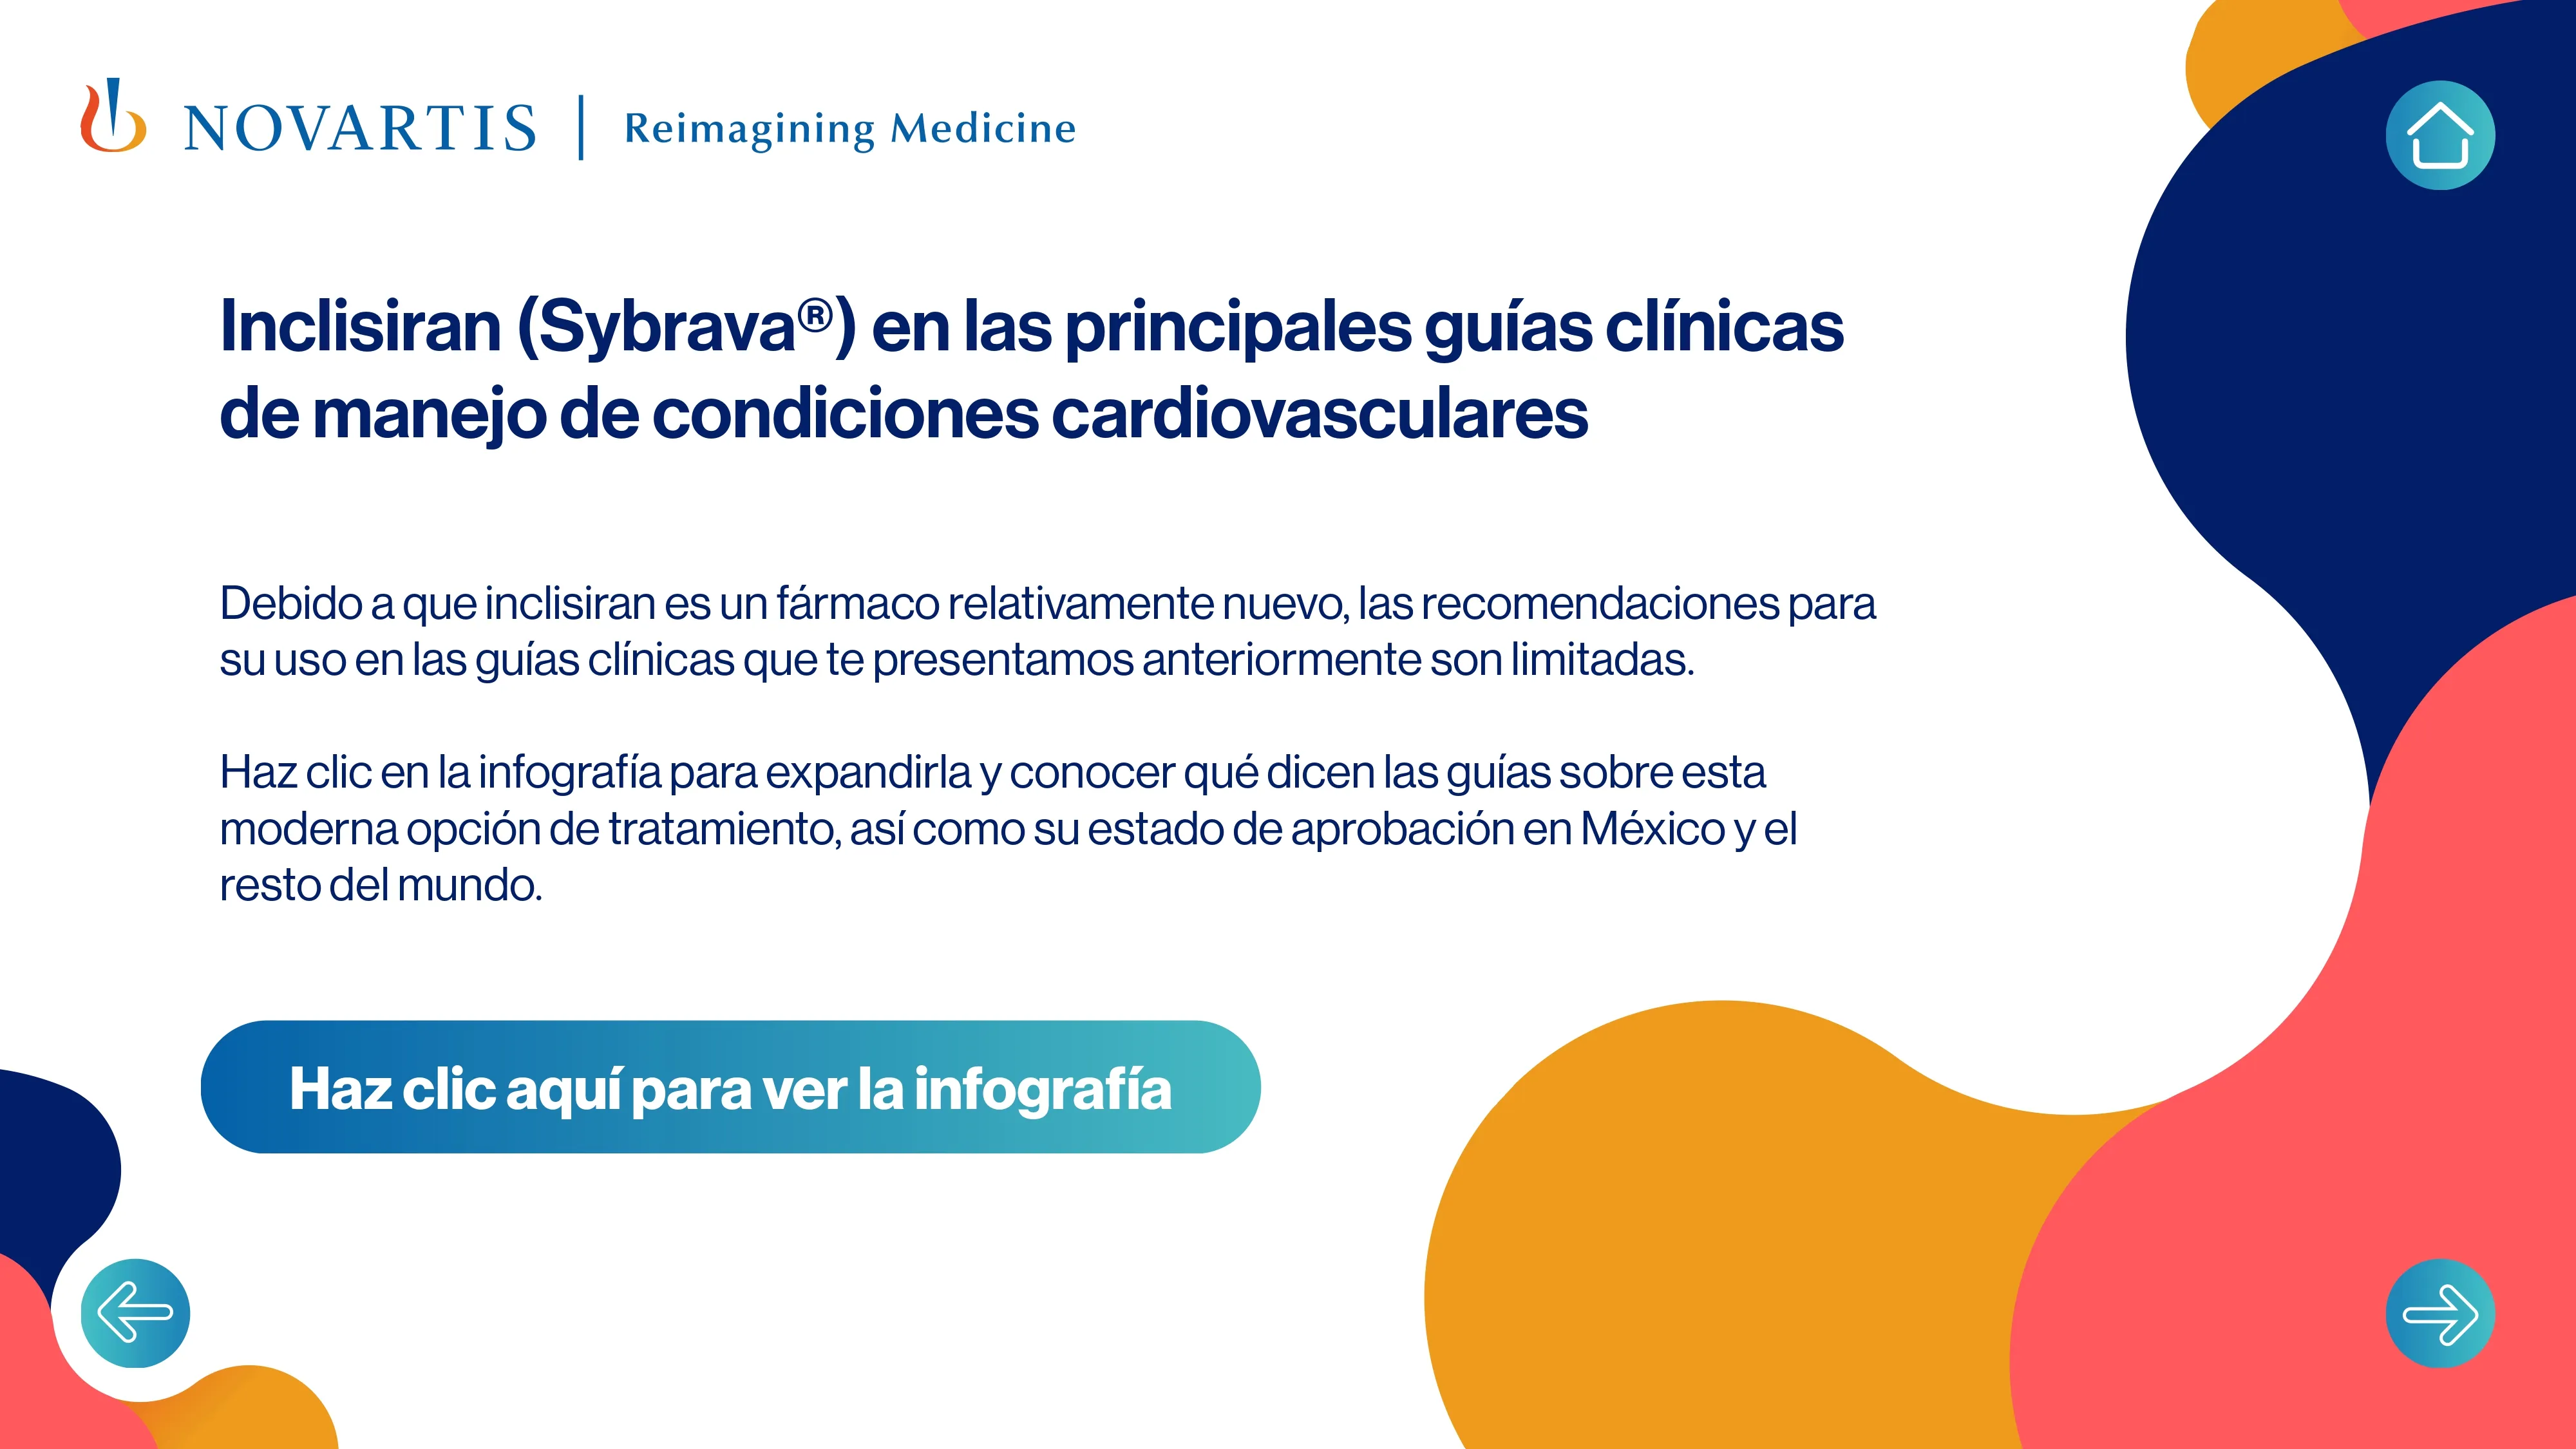 NOVARTIS | Reimagining Medicine
Inclisiran (Sybrava®) en las principales guías clínicas
de manejo de condiciones cardiovasculares
Debido a que inclisiran es un fármaco relativamente nuevo, las recomendaciones para
su uso en las guías clínicas que te presentamos anteriormente son limitadas.
Haz clic en la infografía para expandirla y conocer qué dicen las guías sobre esta
moderna opción de tratamiento, así como su estado de aprobación en México y el
resto del mundo.
Haz clic aquí para ver la infografía